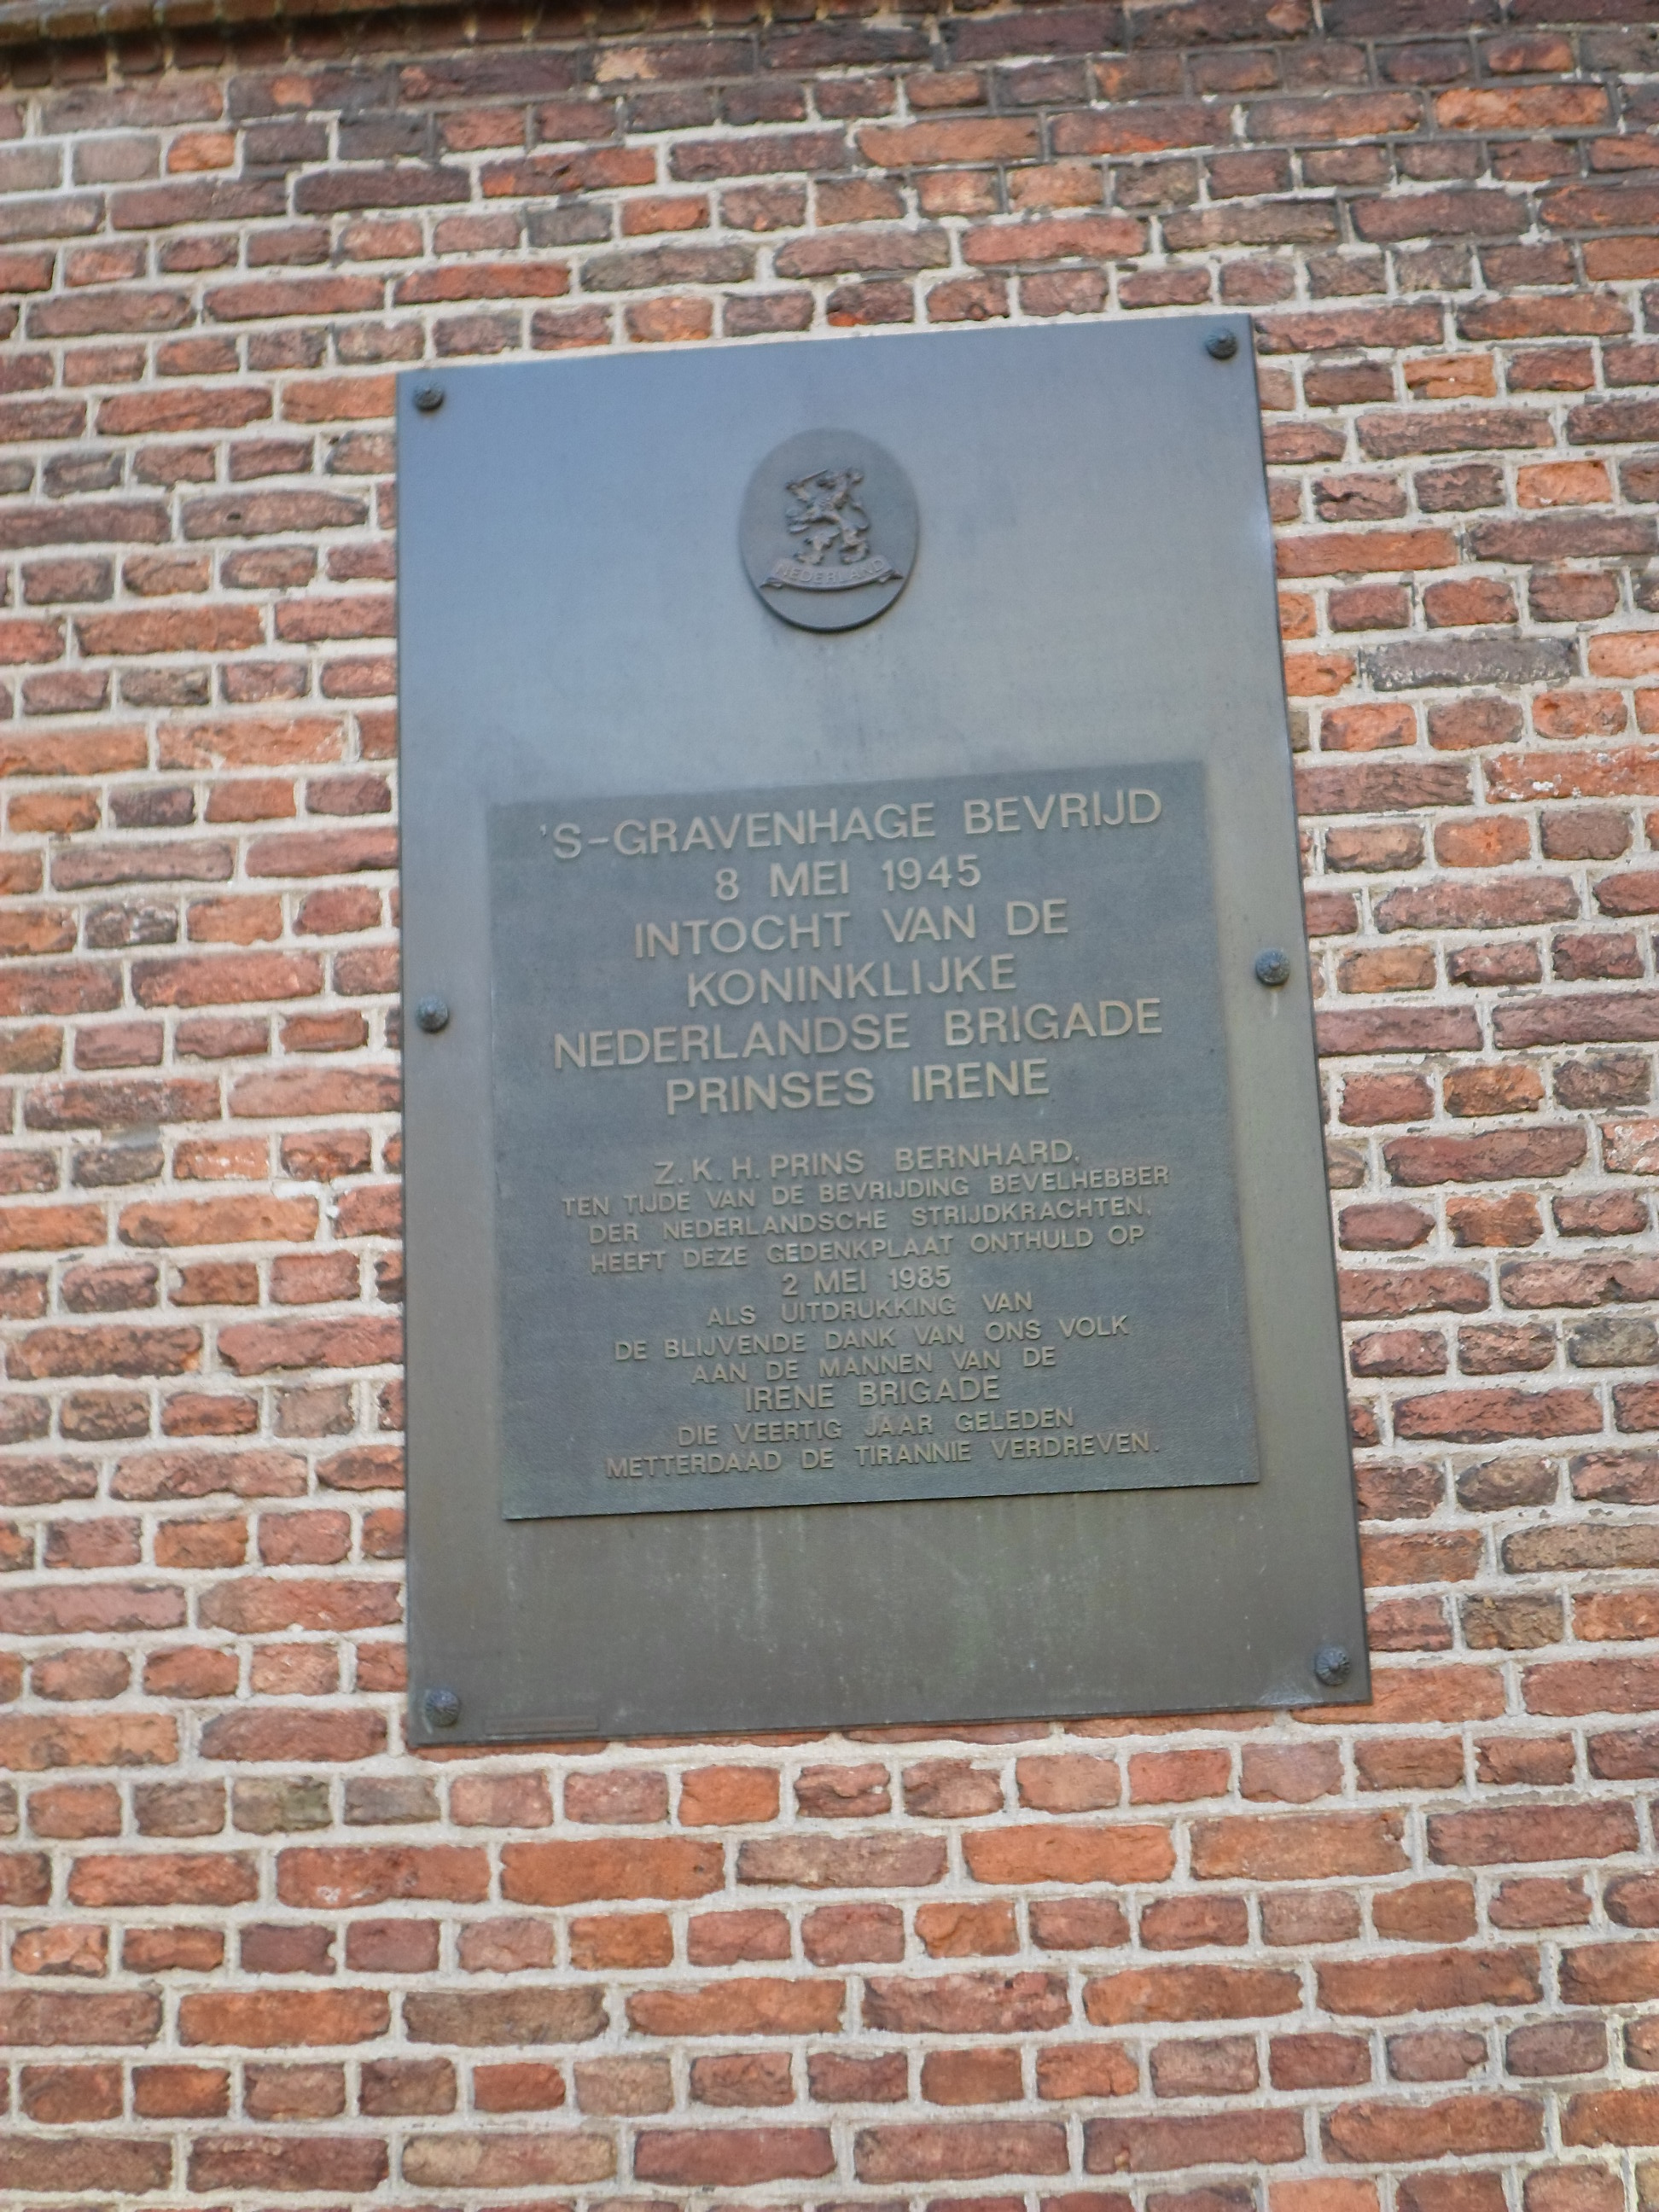 NEDERLAND
'S-GRAVENHAGE BEVRIJD
8 MEI 1945
INTOCHT VAN DE
KONINKLIJKE
NEDERLANDSE BRIGADE
PRINSES IRENE
Z. K. H. PRINS BERNHARD,
TEN TIJDE VAN DE BEVRIJDING BEVELHEBBER
DER NEDERLANDSCHE STRIJDKRACHTEN,
HEEFT DEZE GEDENKPLAAT ONTHULD OP
2 MEI 1985
ALS UITDRUKKING VAN
DE BLIJVENDE DANK VAN ONS VOLK
AAN DE MANNEN VAN DE
IRENE BRIGADE
DIE VEERTIG JAAR GELEDEN
METTERDAAD DE TIRANNIE VERDREVEN.